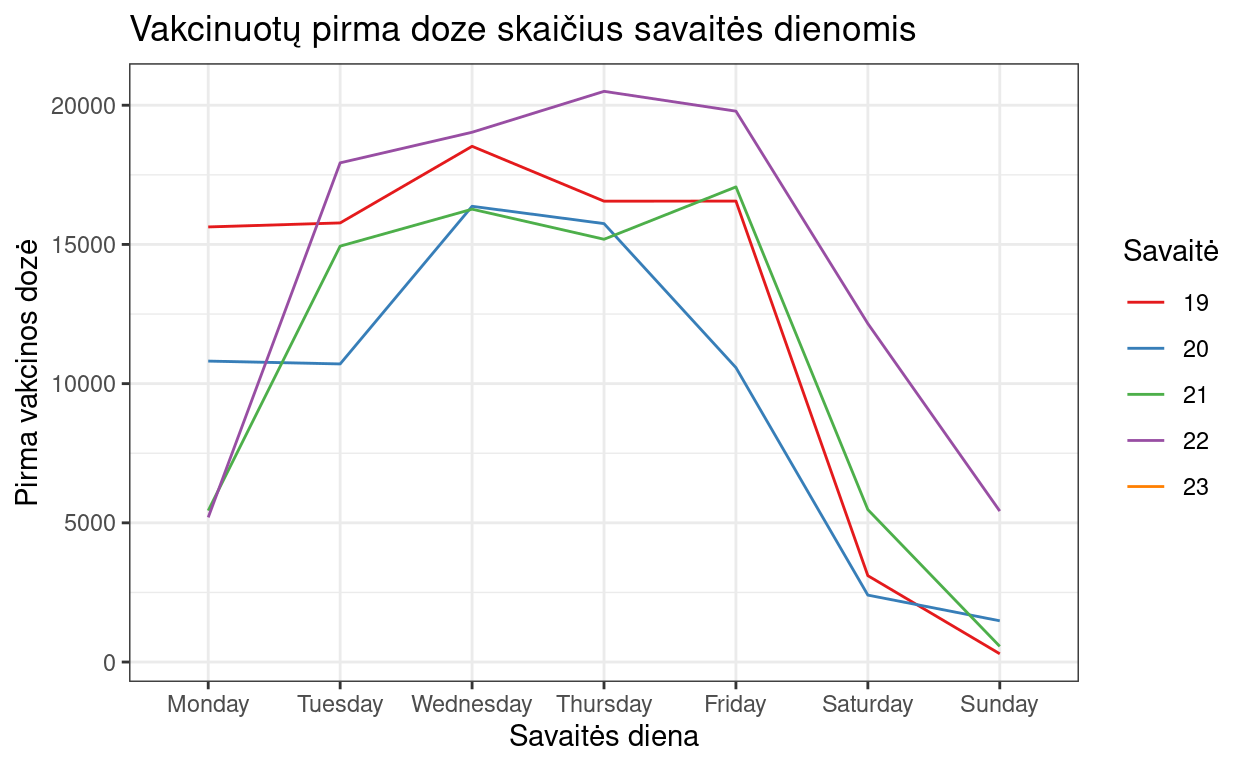 Vakcinuotų pirma doze skaičius savaitės dienomis
Pirma vakcinos dozė
20000
15000
10000
5000
0
Monday Tuesday Wednesday Thursday Friday Saturday Sunday
Savaitės diena
Savaitė
19
20
21
22
23